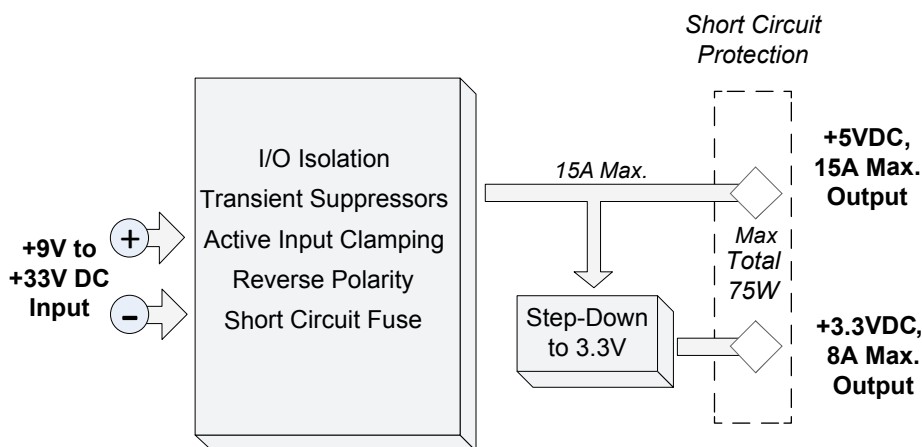 Short Circuit
Protection
I/O Isolation
Transient Suppressors
Active Input Clamping
Reverse Polarity
Short Circuit Fuse
+9V to
+33V DC
Input
+
-
15A Max.
+5VDC,
15A Max.
Output
Max
Total
75W
Step-Down
to 3.3V
+3.3VDC,
8A Max.
Output